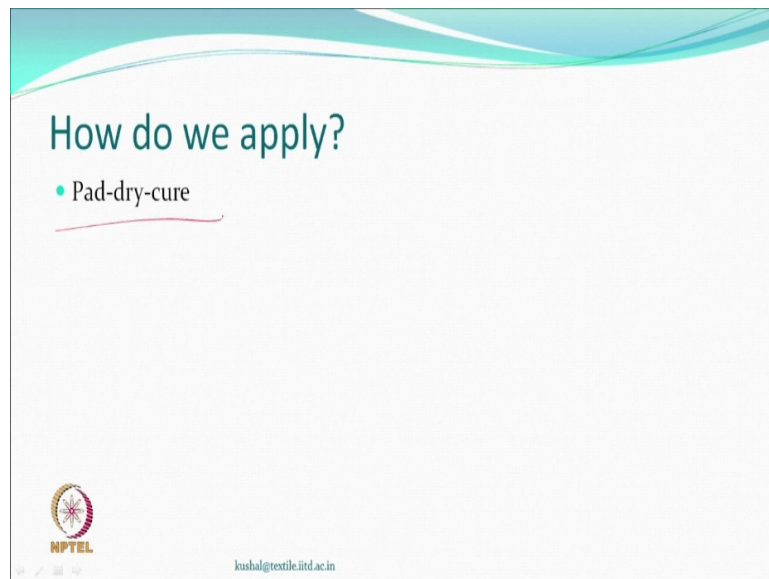 How do we apply?
• Pad-dry-cure
NPTEL
kushal@textile.iitd.ac.in